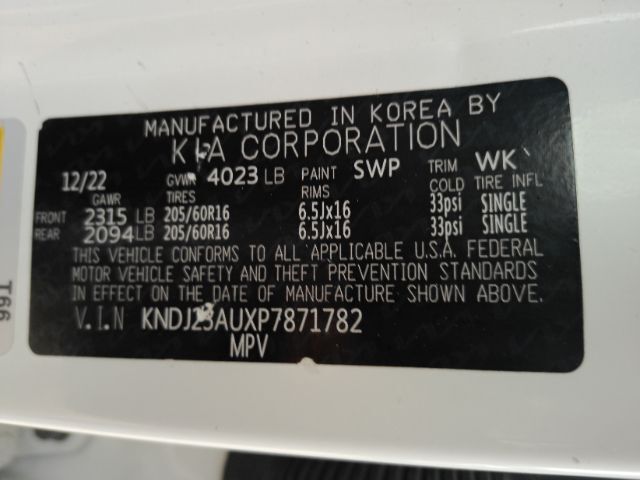 MANUFACTURED IN KOREA BY
KIA CORPORATION
12/22 GVWR 4023 LB PAINT SWP TRIM WK
GAWR TIRES RIMS COLD TIRE INFL
FRONT 2315 LB 205/60R16 6.5Jx16 33psi SINGLE
REAR 2094 LB 205/60R16 6.5Jx16 33psi SINGLE
THIS VEHICLE CONFORMS TO ALL APPLICABLE U.S.A. FEDERAL
MOTOR VEHICLE SAFETY AND THEFT PREVENTION STANDARDS
IN EFFECT ON THE DATE OF MANUFACTURE SHOWN ABOVE.
V.I.N KNDJ23AUXP7871782
MPV
99T